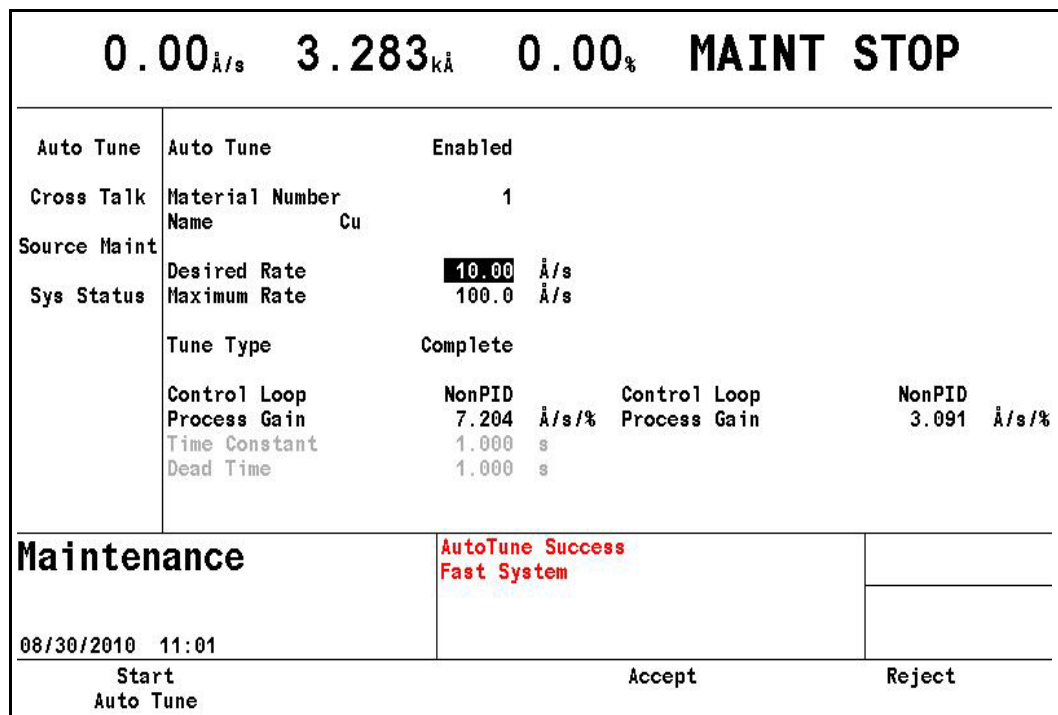 0.00 Å/s 3.283 kÅ 0.00 % MAINT STOP
Auto Tune
Cross Talk
Source Maint
Sys Status
Auto Tune Enabled
Material Number 1
Name Cu
Desired Rate 10.00 Å/s
Maximum Rate 100.0 Å/s
Tune Type Complete
Control Loop NonPID Control Loop NonPID
Process Gain 7.204 Å/s/% Process Gain 3.091 Å/s/%
Time Constant 1.000 s
Dead Time 1.000 s
Maintenance
08/30/2010 11:01
AutoTune Success
Fast System
Start
Auto Tune
Accept
Reject